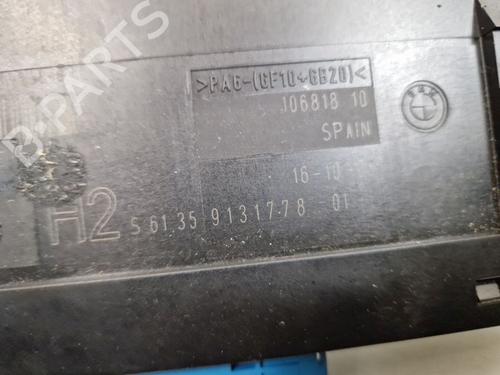 >PA6-(GF10+GB20)<
J06818 10
SPAIN
16-10
H2 S 61.35 9131778 01
B-PARTS